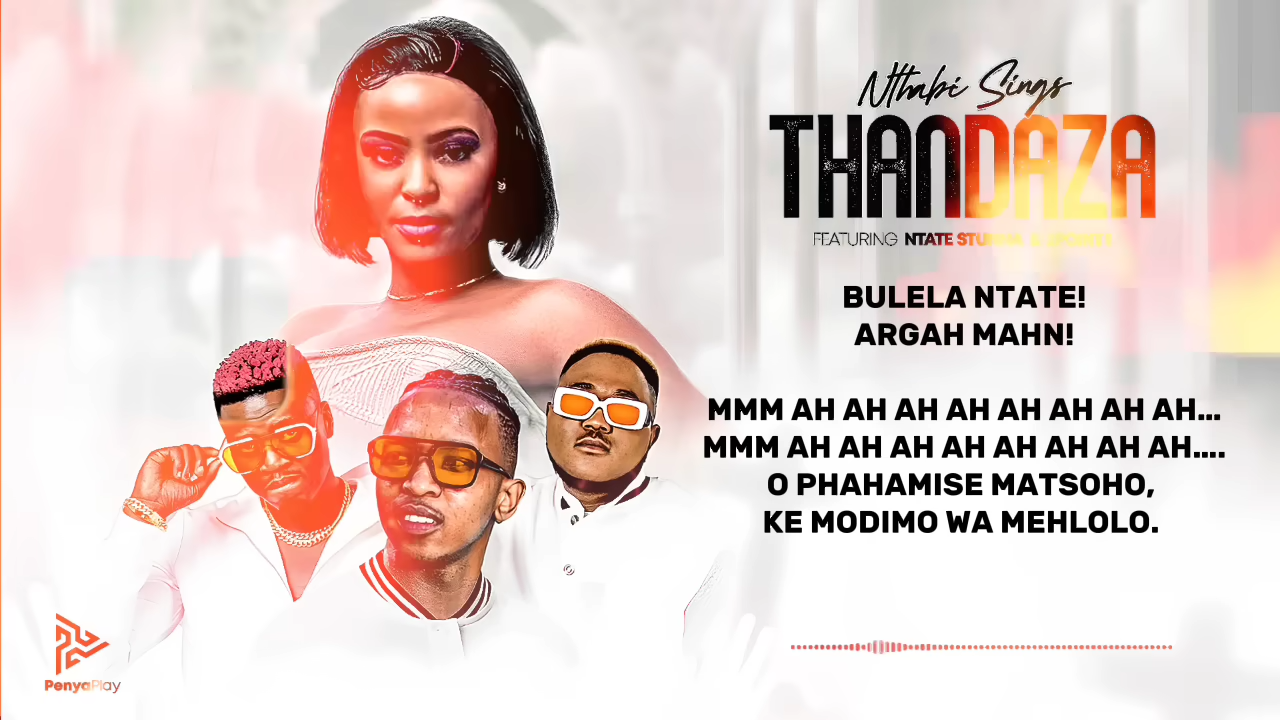 Nthabi Sings
THANDAZA
FEATURING NTATE STUNNA &
BULELA NTATE!
ARGAH MAHN!
MMM AH AH AH AH AH AH AH AH...
MMM AH AH AH AH AH AH AH AH....
O PHAHAMISE MATSOHO,
KE MODIMO WA MEHLOLO.
PenyaPlay